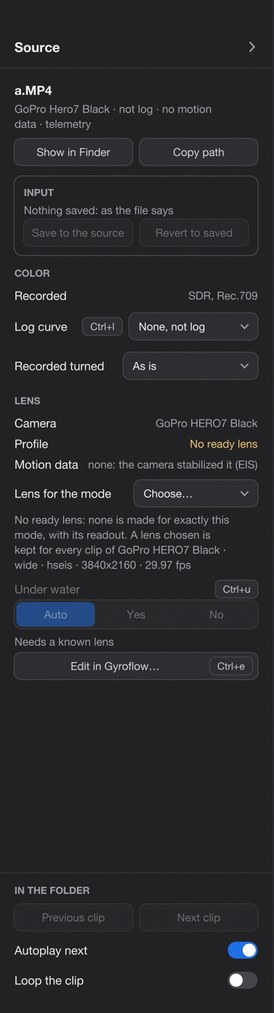 Source
a.MP4
GoPro Hero7 Black · not log · no motion
data · telemetry
Show in Finder Copy path
INPUT
Nothing saved: as the file says
Save to the source Revert to saved
COLOR
Recorded SDR, Rec.709
Log curve Ctrl+l None, not log
Recorded turned As is
LENS
Camera GoPro HERO7 Black
Profile No ready lens
Motion data none: the camera stabilized it (EIS)
Lens for the mode Choose...
No ready lens: none is made for exactly this
mode, with its readout. A lens chosen is
kept for every clip of GoPro HERO7 Black ·
wide · hseis · 3840x2160 · 29.97 fps
Under water Ctrl+u
Auto Yes No
Needs a known lens
Edit in Gyroflow... Ctrl+e
IN THE FOLDER
Previous clip Next clip
Autoplay next
Loop the clip